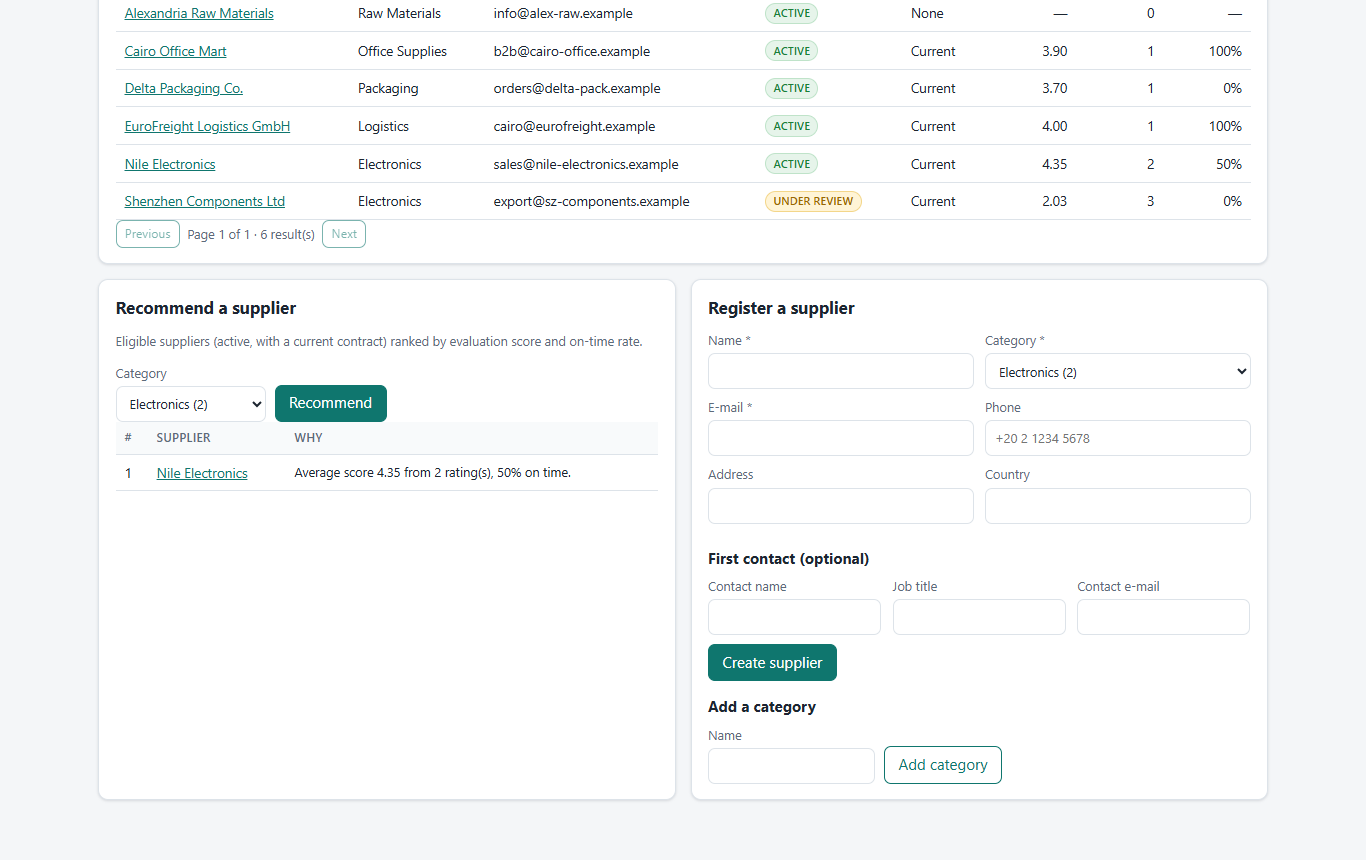 Alexandria Raw Materials Raw Materials info@alex-raw.example ACTIVE None — 0 —
Cairo Office Mart Office Supplies b2b@cairo-office.example ACTIVE Current 3.90 1 100%
Delta Packaging Co. Packaging orders@delta-pack.example ACTIVE Current 3.70 1 0%
EuroFreight Logistics GmbH Logistics cairo@eurofreight.example ACTIVE Current 4.00 1 100%
Nile Electronics Electronics sales@nile-electronics.example ACTIVE Current 4.35 2 50%
Shenzhen Components Ltd Electronics export@sz-components.example UNDER REVIEW Current 2.03 3 0%
Previous Page 1 of 1 · 6 result(s) Next
Recommend a supplier
Eligible suppliers (active, with a current contract) ranked by evaluation score and on-time rate.
Category
Electronics (2) Recommend
# SUPPLIER WHY
1 Nile Electronics Average score 4.35 from 2 rating(s), 50% on time.
Register a supplier
Name * Category *
Electronics (2)
E-mail * Phone
+20 2 1234 5678
Address Country
First contact (optional)
Contact name Job title Contact e-mail
Create supplier
Add a category
Name
Add category